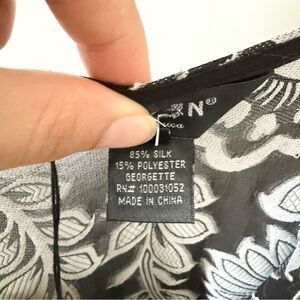 N®
85% SILK
15% POLYESTER
GEORGETTE
RN# 100031052
MADE IN CHINA